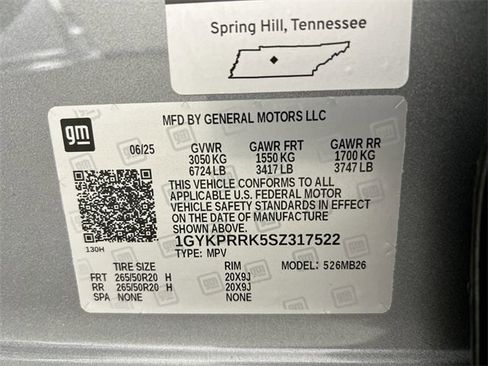 Spring Hill, Tennessee
gm
MFD BY GENERAL MOTORS LLC
06/25 GVWR GAWR FRT GAWR RR
3050 KG 1550 KG 1700 KG
6724 LB 3417 LB 3747 LB
THIS VEHICLE CONFORMS TO ALL
APPLICABLE U.S. FEDERAL MOTOR
VEHICLE SAFETY STANDARDS IN EFFECT
ON THE DATE OF MANUFACTURE
SHOWN ABOVE.
1GYKPRRK5SZ317522
130H TYPE: MPV
TIRE SIZE RIM MODEL: 526MB26
FRT 265/50R20 H 20X9J
RR 265/50R20 H 20X9J
SPA NONE NONE